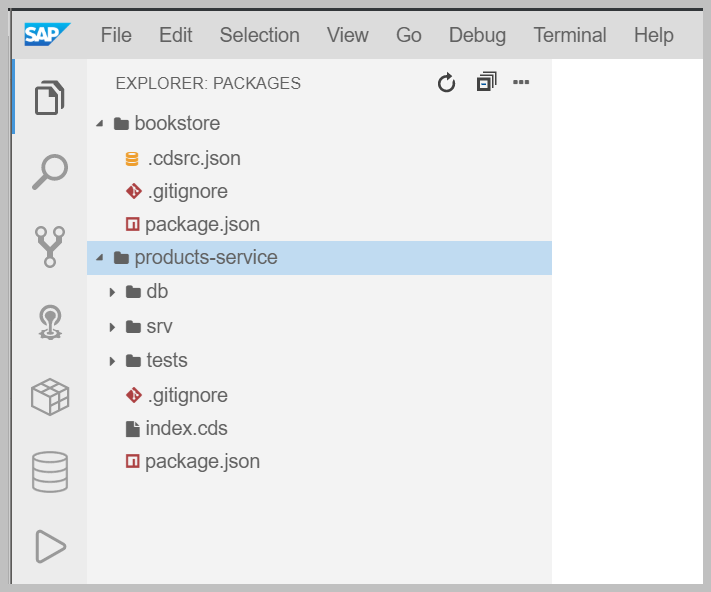 SAP File Edit Selection View Go Debug Terminal Help
EXPLORER: PACKAGES
bookstore
.cdsrc.json
.gitignore
package.json
products-service
db
srv
tests
.gitignore
index.cds
package.json